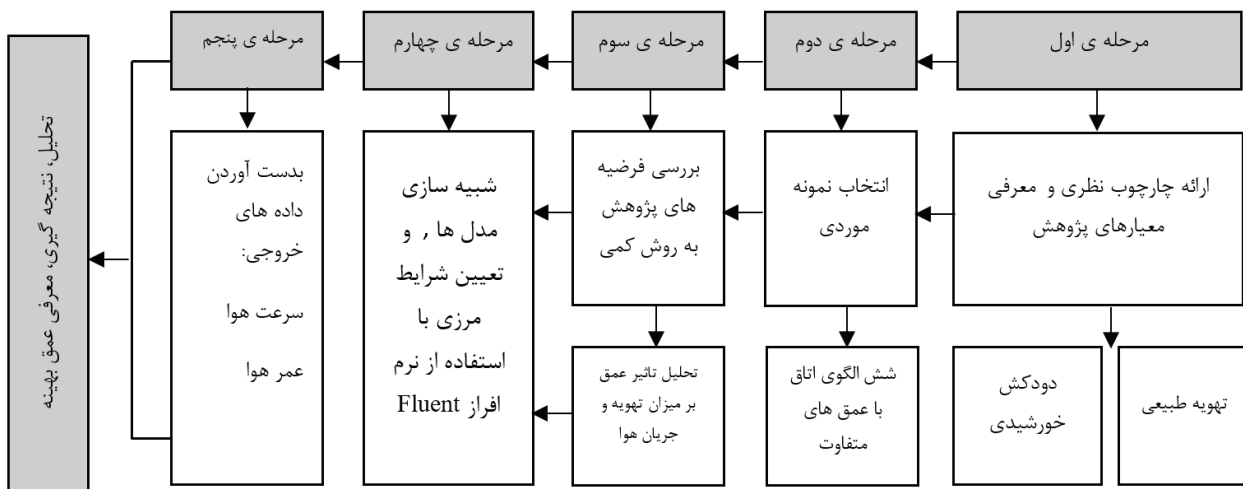 مرحله ی اول
مرحله ی دوم
مرحله ی سوم
مرحله ی چهارم
مرحله ی پنجم
ارائه چارچوب نظری و معرفی
معیارهای پژوهش
تهویه طبیعی
دودکش
خورشیدی
انتخاب نمونه
موردی
شش الگوی اتاق
با عمق های
متفاوت
بررسی فرضیه
های پژوهش
به روش کمی
تحلیل تاثیر عمق
بر میزان تهویه و
جریان هوا
شبیه سازی
مدل ها , و
تعیین شرایط
مرزی با
استفاده از نرم
افراز Fluent
بدست آوردن
داده های
خروجی:
سرعت هوا
عمر هوا
تحلیل، نتیجه گیری، معرفی عمق بهینه